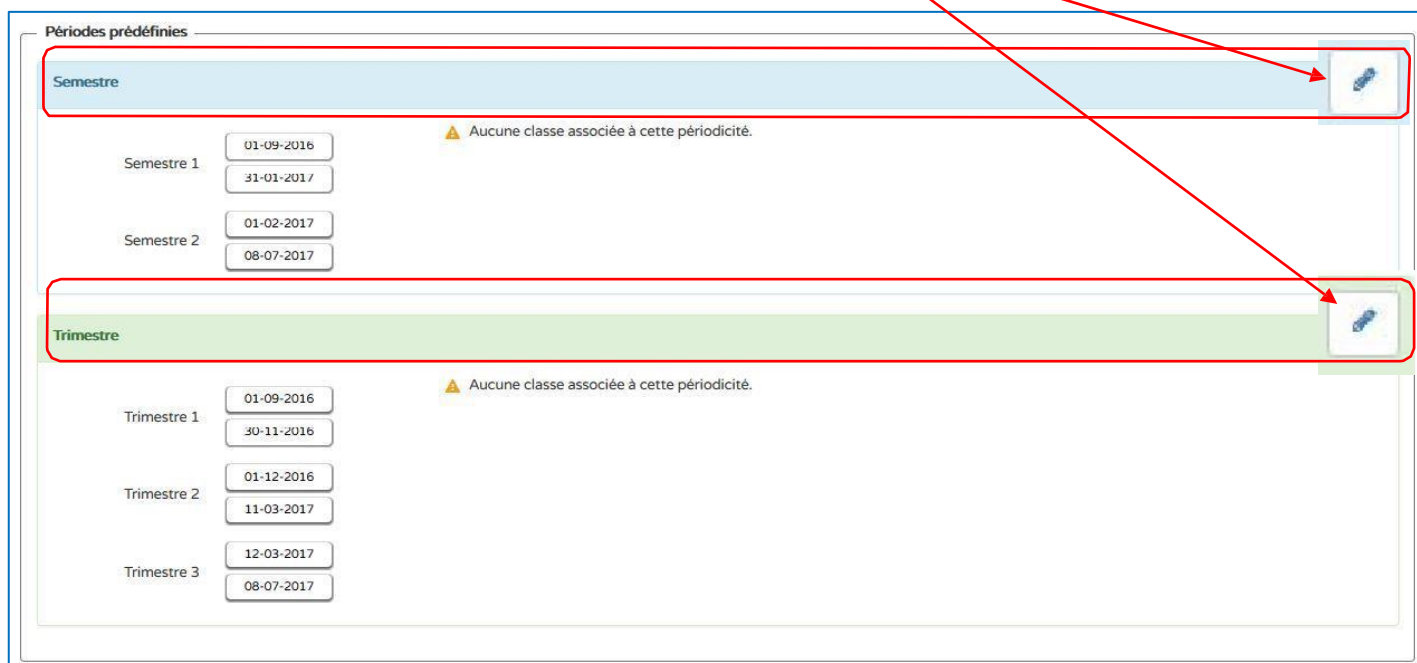 Périodes prédéfinies
Semestre
Aucune classe associée à cette périodicité.
01-09-2016
Semestre 1
31-01-2017
01-02-2017
Semestre 2
08-07-2017
Trimestre
Aucune classe associée à cette périodicité.
01-09-2016
Trimestre 1
30-11-2016
01-12-2016
Trimestre 2
11-03-2017
12-03-2017
Trimestre 3
08-07-2017